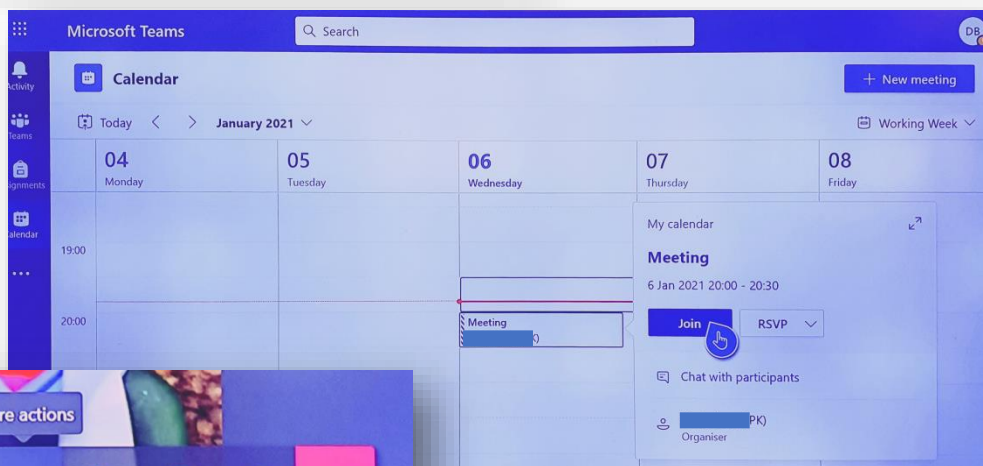 Microsoft Teams
Search
DB
Activity
Calendar
+ New meeting
Teams
Today < > January 2021
Working Week
04
Monday
05
Tuesday
06
Wednesday
07
Thursday
08
Friday
ignments
alendar
My calendar
19:00
Meeting
6 Jan 2021 20:00 - 20:30
20:00
Meeting
Join
RSVP
Chat with participants
re actions
PK)
Organiser